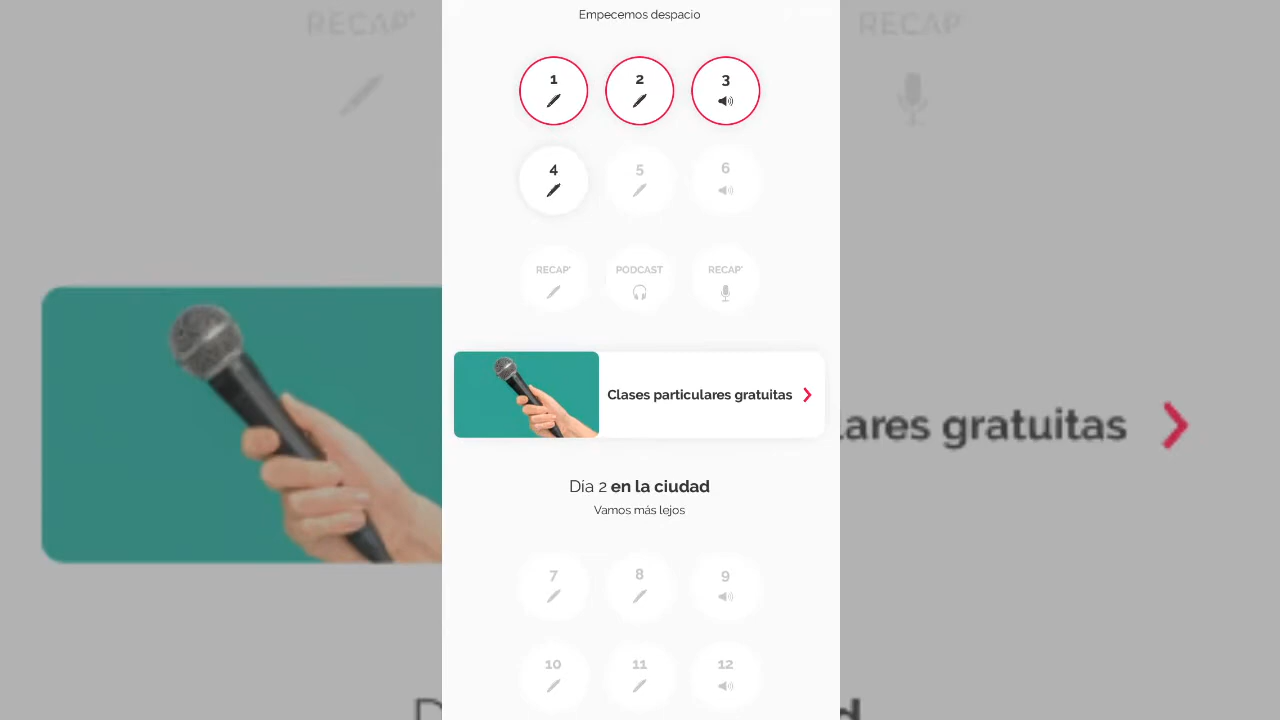 Empecemos despacio
1 2 3
4 5 6
RECAP' PODCAST RECAP'
Clases particulares gratuitas
Día 2 en la ciudad
Vamos más lejos
7 8 9
10 11 12
RECAP'
RECAP'
lares gratuitas